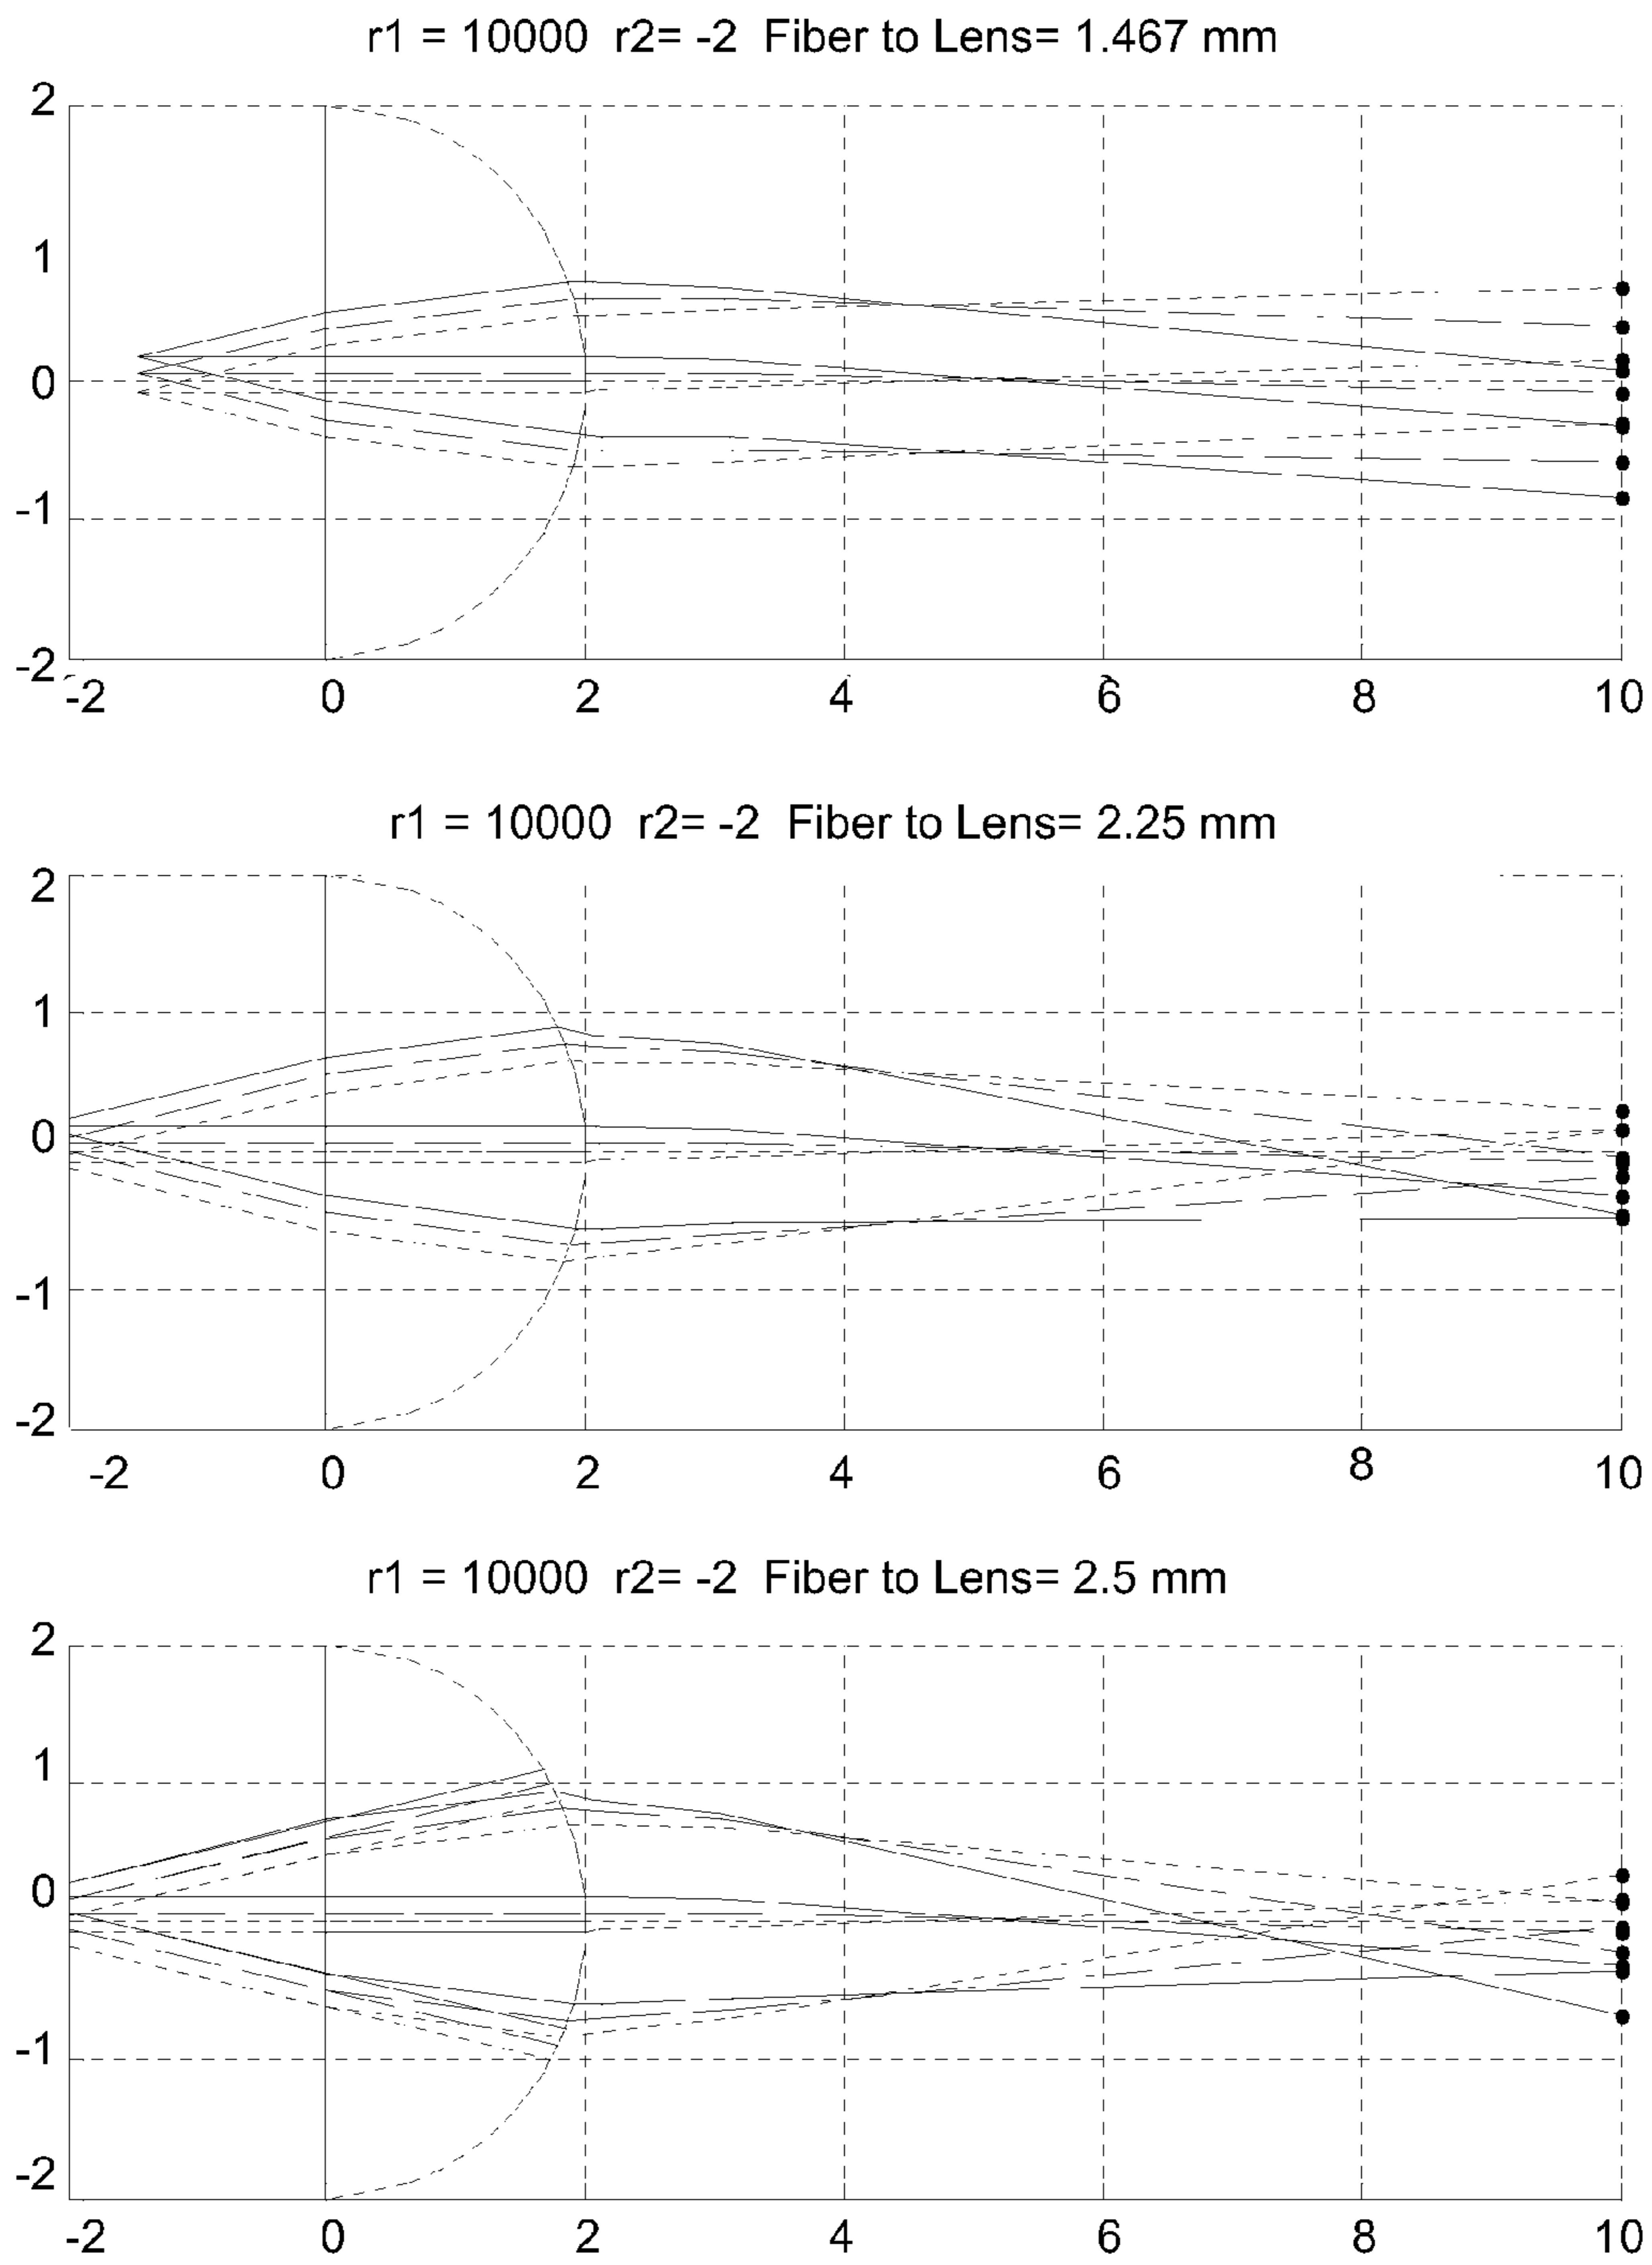 r1 = 10000 r2= -2 Fiber to Lens= 1.467 mm
2
1
0
-1
-2
-2 0 2 4 6 8 10
r1 = 10000 r2= -2 Fiber to Lens= 2.25 mm
2
1
0
-1
-2
-2 0 2 4 6 8 10
r1 = 10000 r2= -2 Fiber to Lens= 2.5 mm
2
1
0
-1
-2
-2 0 2 4 6 8 10